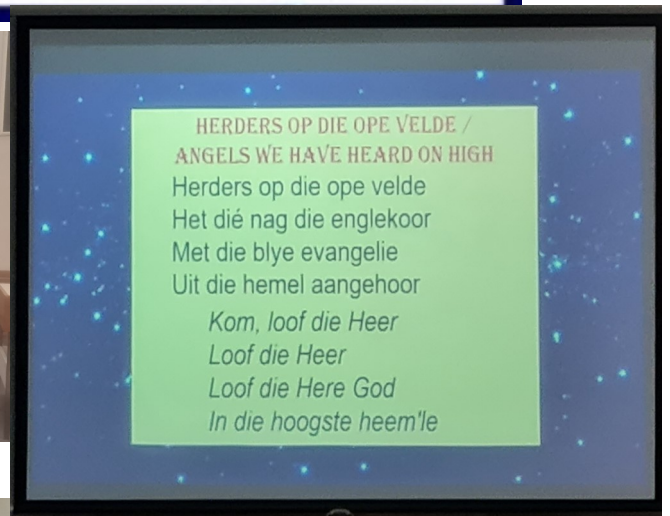 HERDERS OP DIE OPE VELDE /
ANGELS WE HAVE HEARD ON HIGH
Herders op die ope velde
Het dié nag die englekoor
Met die blye evangelie
Uit die hemel aangehoor
Kom, loof die Heer
Loof die Heer
Loof die Here God
In die hoogste heem'le